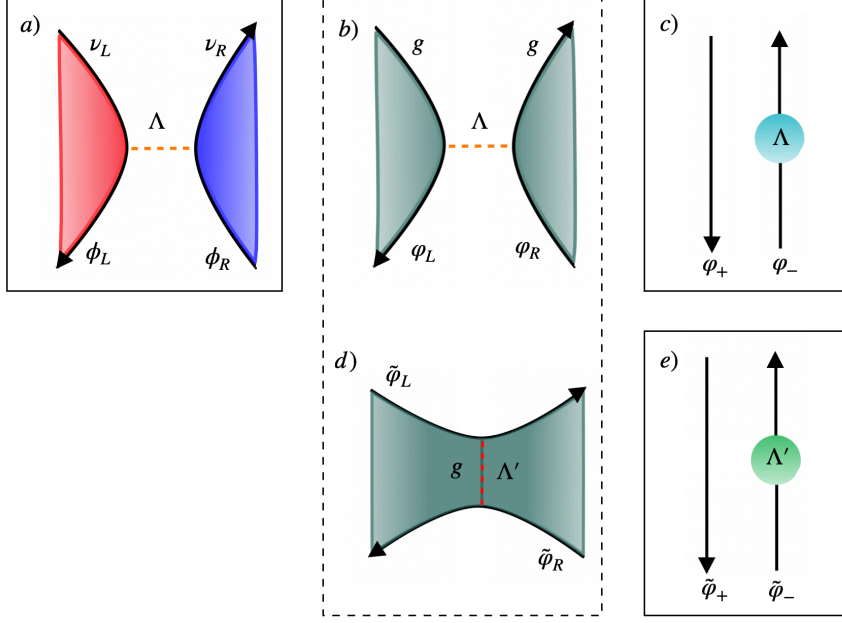 a)
ν_L
ν_R
Λ
ϕ_L
ϕ_R
b)
g
g
Λ
φ_L
φ_R
c)
Λ
φ_+
φ_−
d)
φ̃_L
g
Λ′
φ̃_R
e)
Λ′
φ̃_+
φ̃_−